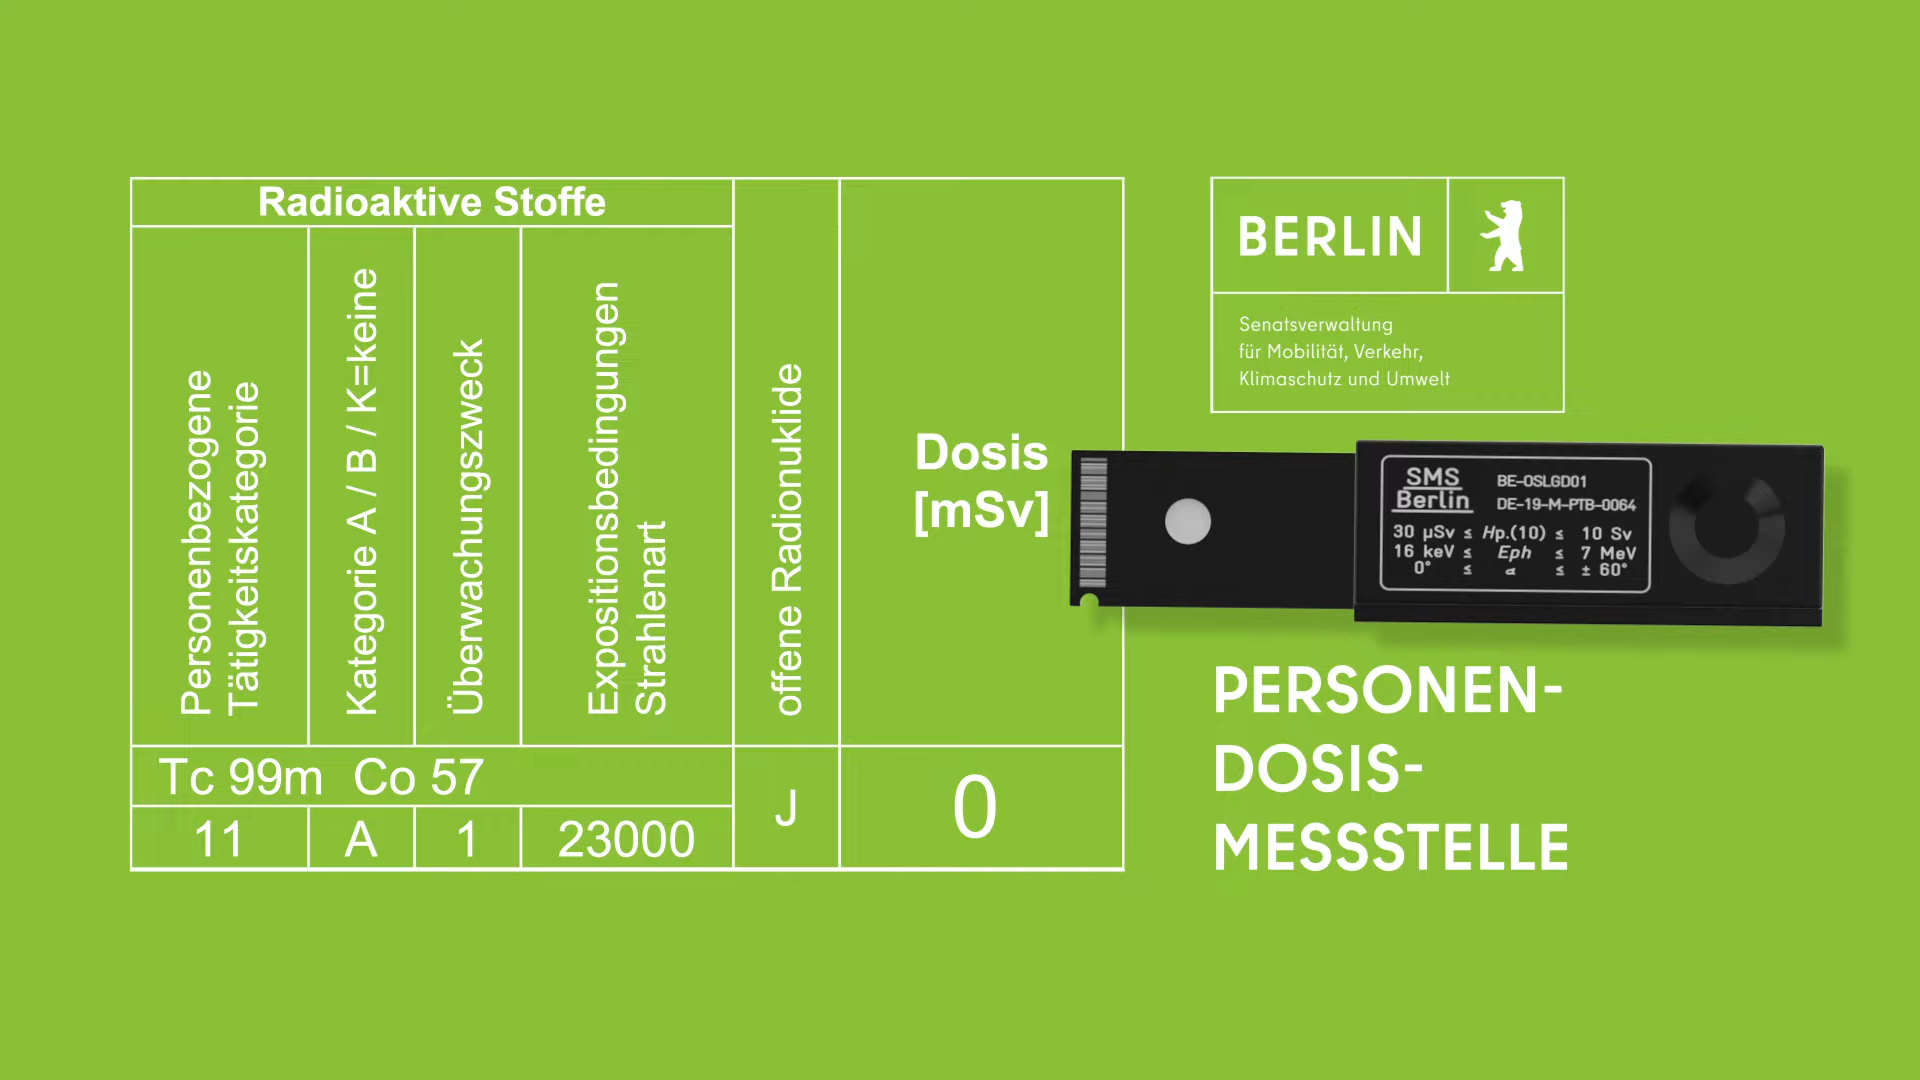 Radioaktive Stoffe
Personenbezogene
Tätigkeitskategorie
Kategorie A / B / K=keine
Überwachungszweck
Expositionsbedingungen
Strahlenart
offene Radionuklide
Dosis
[mSv]
Tc 99m Co 57
11 A 1 23000
J
0
BERLIN
Senatsverwaltung
für Mobilität, Verkehr,
Klimaschutz und Umwelt
SMS
Berlin
BE-OSLGD01
DE-19-M-PTB-0064
30 µSv ≤ Hp.(10) ≤ 10 Sv
16 keV ≤ Eph ≤ 7 MeV
0° ≤ α ≤ ± 60°
PERSONEN-
DOSIS-
MESSSTELLE